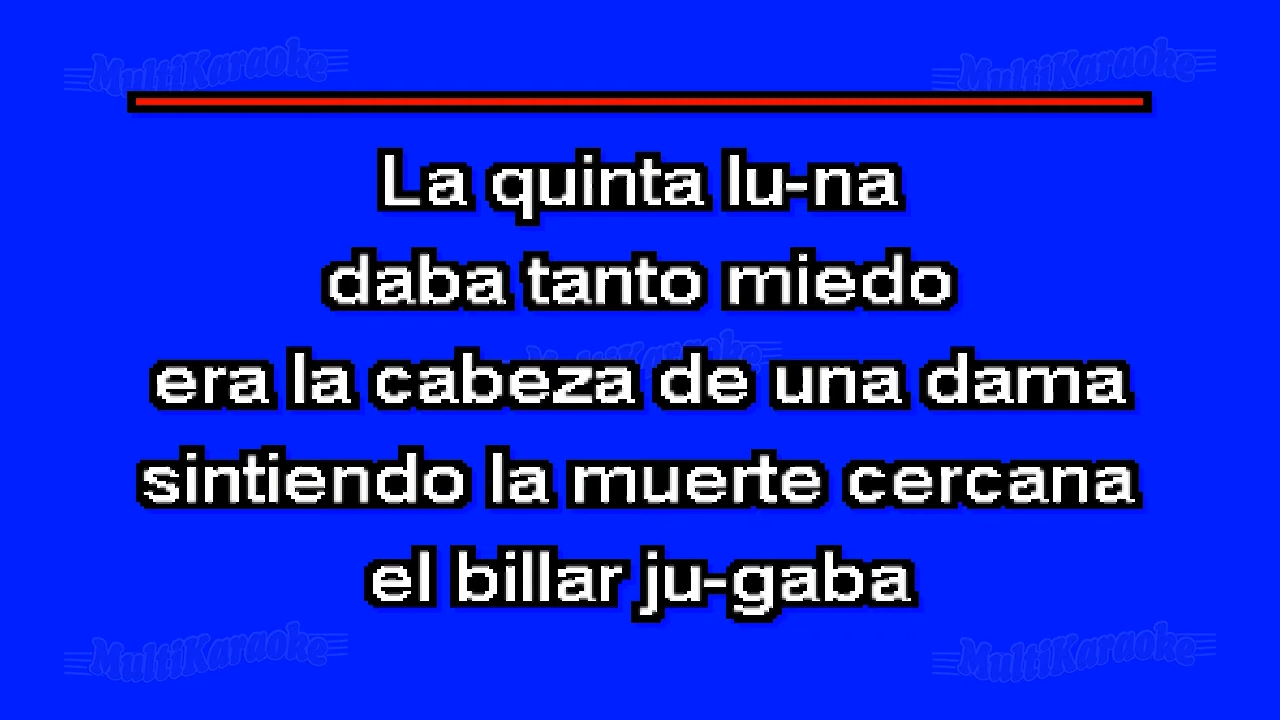 MultiKaraoke MultiKaraoke
La quinta lu-na
daba tanto miedo
era la cabeza de una dama
MultiKaraoke
sintiendo la muerte cercana
el billar ju-gaba
MultiKaraoke MultiKaraoke